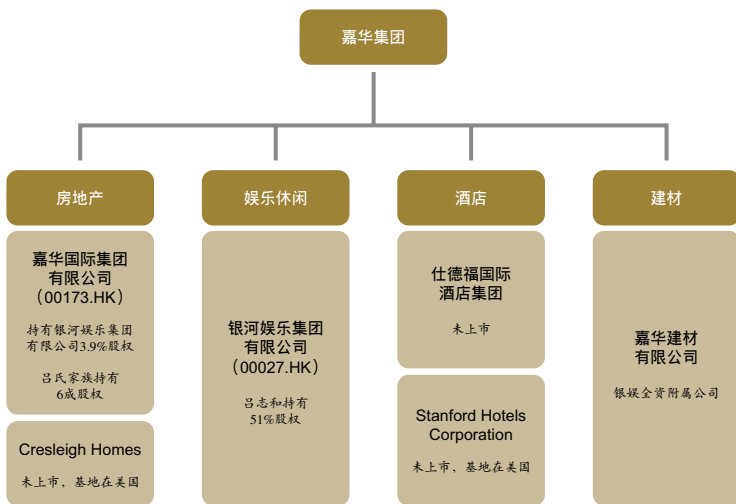 嘉华集团
房地产
嘉华国际集团
有限公司
（00173.HK）
持有银河娱乐集团
有限公司3.9%股权
吕氏家族持有
6成股权
Cresleigh Homes
未上市，基地在美国
娱乐休闲
银河娱乐集团
有限公司
（00027.HK）
吕志和持有
51%股权
酒店
仕德福国际
酒店集团
未上市
Stanford Hotels
Corporation
未上市，基地在美国
建材
嘉华建材
有限公司
银娱全资附属公司